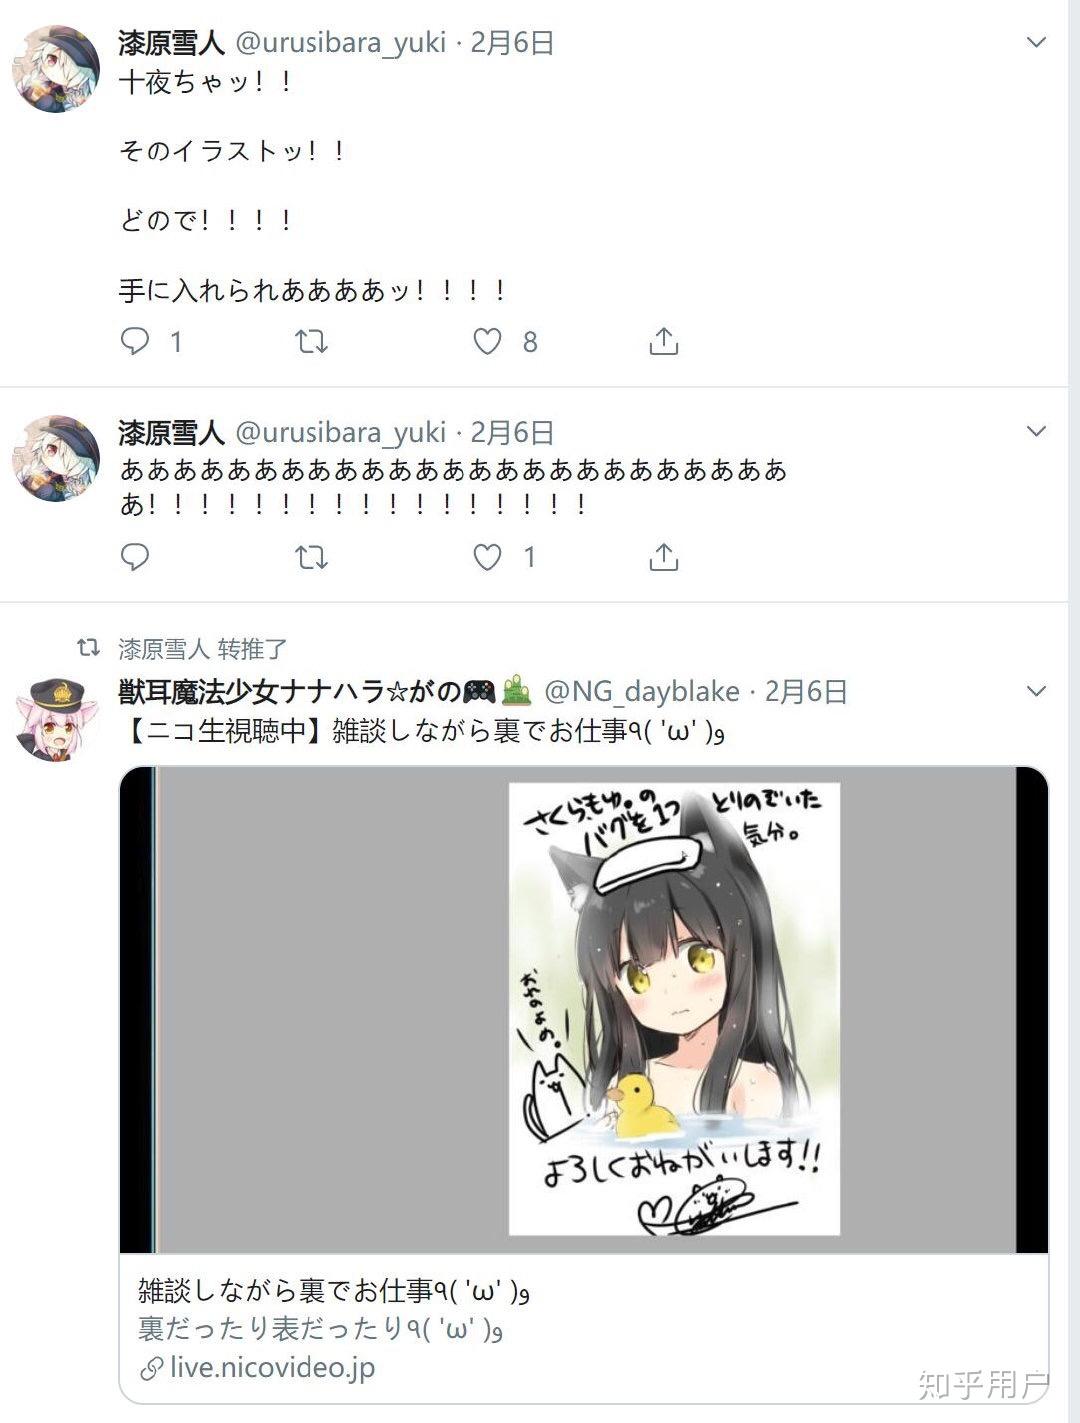 漆原雪人 @urusibara_yuki · 2月6日
十夜ちゃッ！！
そのイラストッ！！
どので！！！！
手に入れられああああッ！！！！
1 8
漆原雪人 @urusibara_yuki · 2月6日
あああああああああああああああああああああああああ
あ！！！！！！！！！！！！！！！！！
1
漆原雪人 转推了
獣耳魔法少女ナナハラ☆がの🎮🎍 @NG_dayblake · 2月6日
【ニコ生視聴中】雑談しながら裏でお仕事٩( 'ω' )و
さくら、もゆ。の
バグを1つ
とりのぞいた
気分。
おれのよめ。
よろしくおねがいします!!
雑談しながら裏でお仕事٩( 'ω' )و
裏だったり表だったり٩( 'ω' )و
live.nicovideo.jp
知乎用户